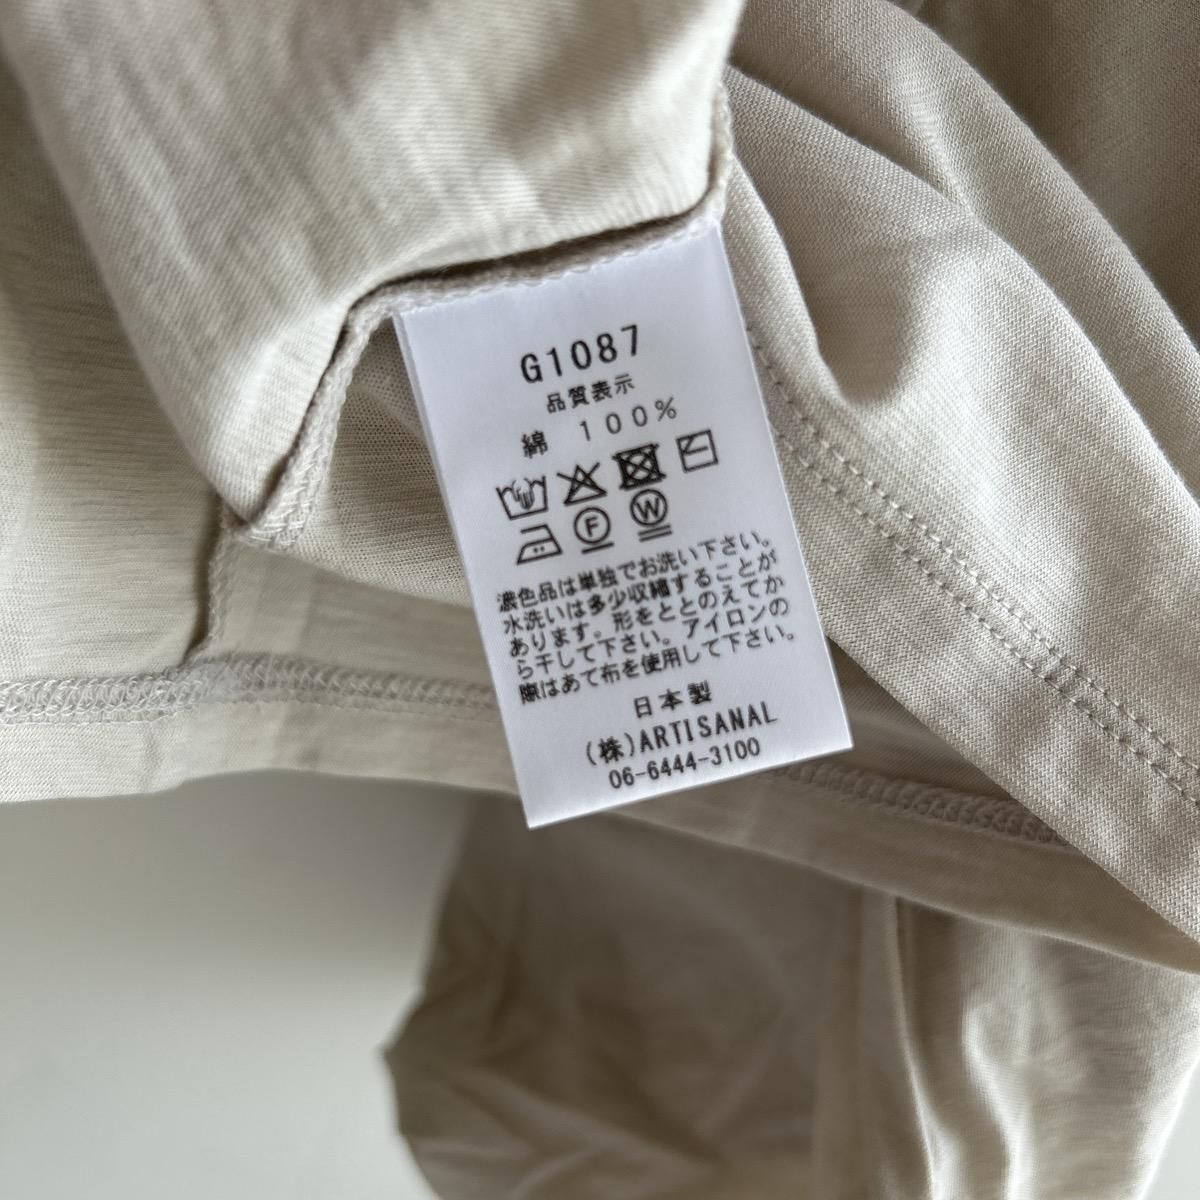 G1087
品質表示
綿 100%
F
W
濃色品は単独でお洗い下さい。
水洗いは多少収縮することが
あります。形をととのえてか
ら干して下さい。アイロンの
際はあて布を使用して下さい。
日本製
(株)ARTISANAL
06-6444-3100